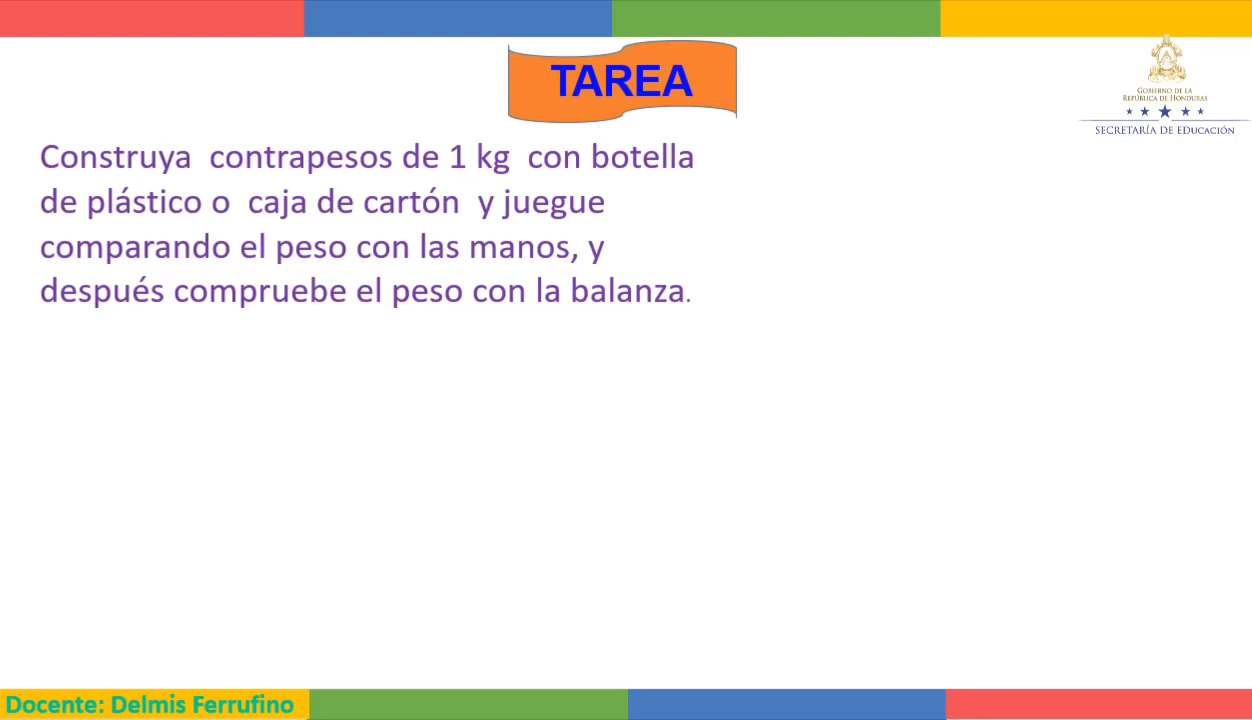 TAREA
GOBIERNO DE LA
REPÚBLICA DE HONDURAS
SECRETARÍA DE EDUCACIÓN
Construya contrapesos de 1 kg con botella
de plástico o caja de cartón y juegue
comparando el peso con las manos, y
después compruebe el peso con la balanza.
Docente: Delmis Ferrufino